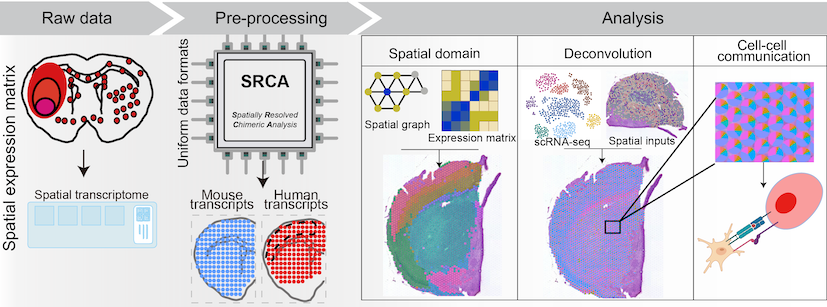 Raw data
Pre-processing
Analysis
Spatial expression matrix
Spatial transcriptome
Uniform data formats
SRCA
Spatially Resolved
Chimeric Analysis
Mouse
transcripts
Human
transcripts
Spatial domain
Spatial graph
Expression matrix
Deconvolution
scRNA-seq
Spatial inputs
Cell-cell
communication